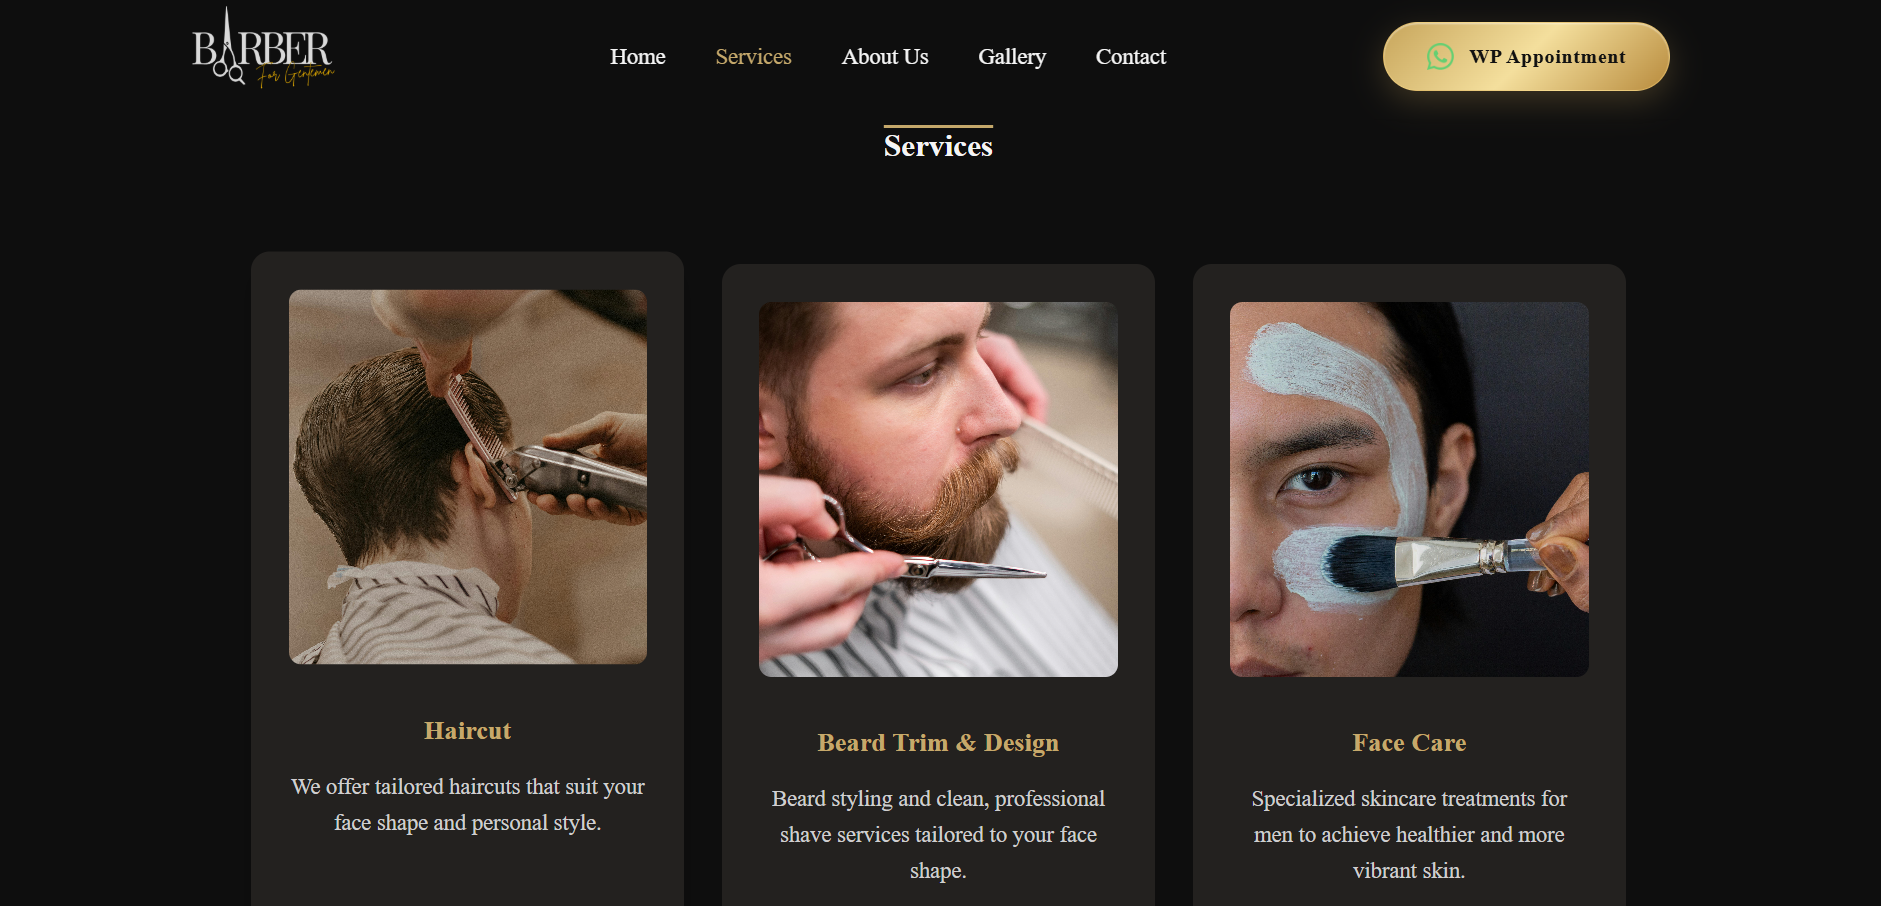 BARBER
For Gentlemen
Home
Services
About Us
Gallery
Contact
WP Appointment
Services
Haircut
We offer tailored haircuts that suit your
face shape and personal style.
Beard Trim & Design
Beard styling and clean, professional
shave services tailored to your face
shape.
Face Care
Specialized skincare treatments for
men to achieve healthier and more
vibrant skin.